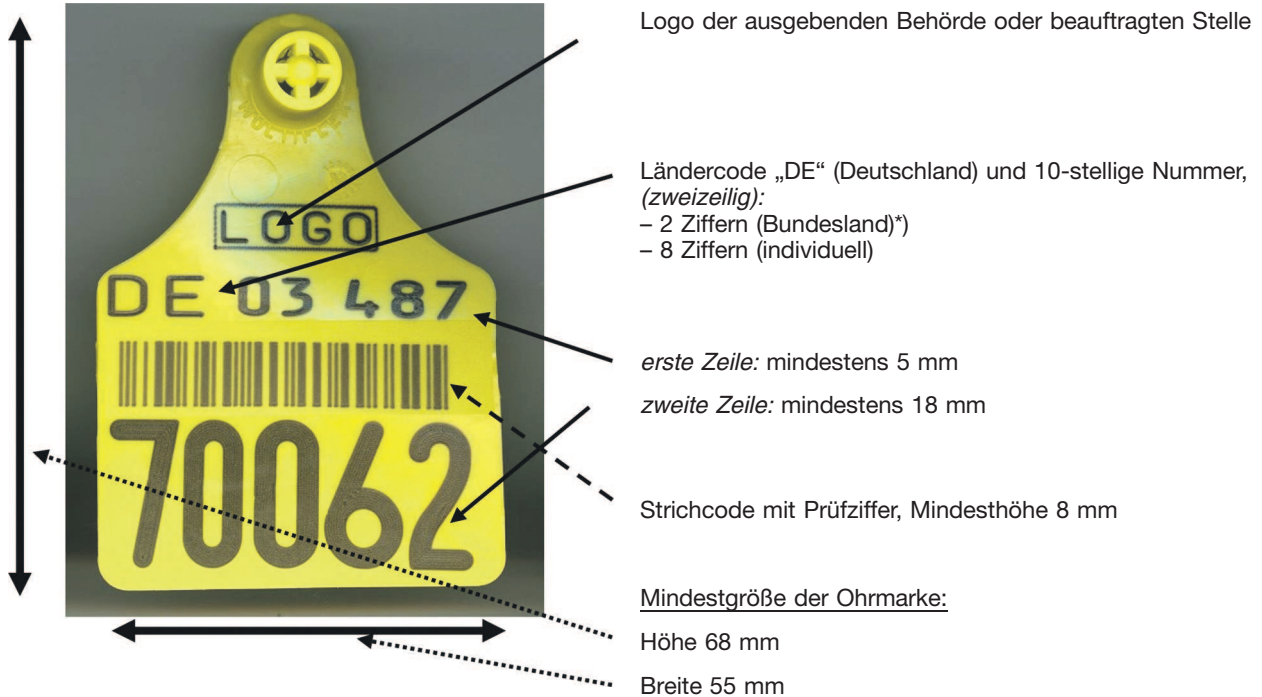 Logo der ausgebenden Behörde oder beauftragten Stelle
Ländercode „DE“ (Deutschland) und 10-stellige Nummer,
(zweizeilig):
– 2 Ziffern (Bundesland)*)
– 8 Ziffern (individuell)
LOGO
DE 03 487
erste Zeile: mindestens 5 mm
zweite Zeile: mindestens 18 mm
70062
Strichcode mit Prüfziffer, Mindesthöhe 8 mm
Mindestgröße der Ohrmarke:
Höhe 68 mm
Breite 55 mm